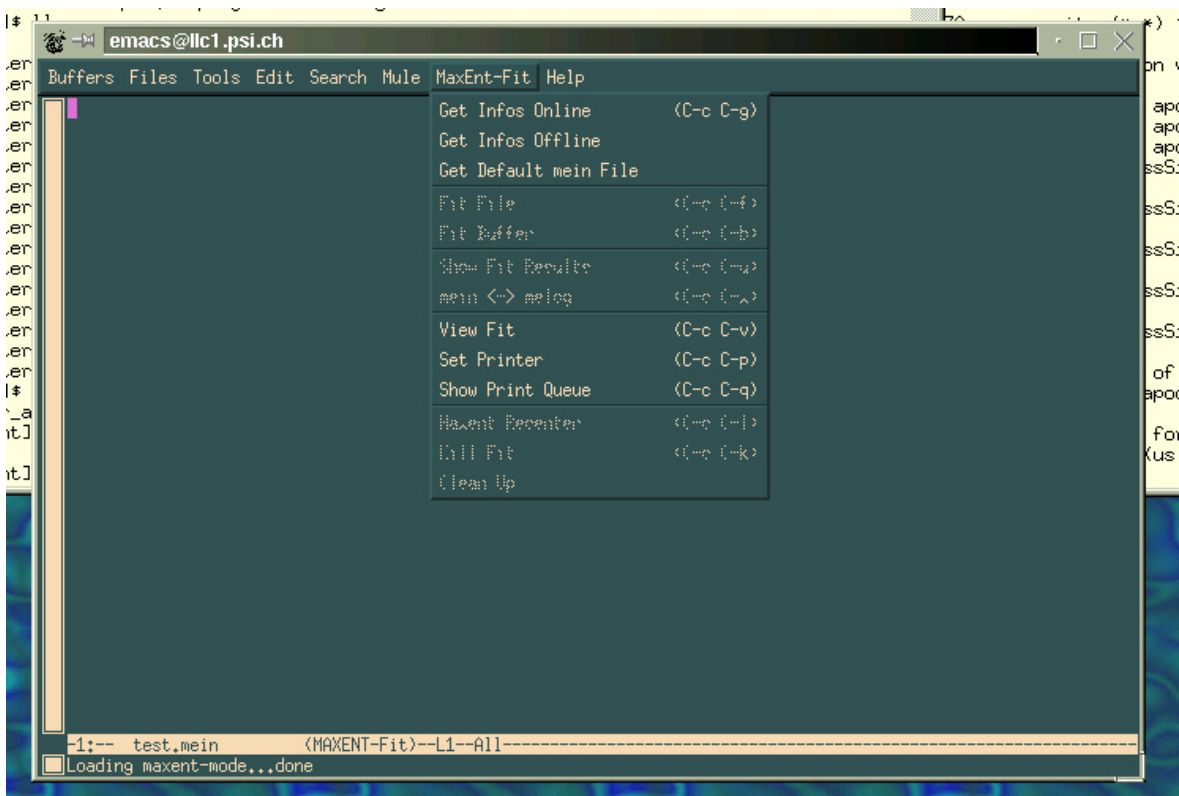 emacs@llc1.psi.ch
Buffers Files Tools Edit Search Mule MaxEnt-Fit Help
Get Infos Online (C-c C-g)
Get Infos Offline
Get Default mein File
Fit File (C-c C-f)
Fit Buffer (C-c C-b)
Show Fit Results (C-c C-u)
mein <-> melog (C-c C-x)
View Fit (C-c C-v)
Set Printer (C-c C-p)
Show Print Queue (C-c C-q)
Maxent Recenter (C-c C-l)
Kill Fit (C-c C-k)
Clean Up
-1:-- test.mein (MAXENT-Fit)--L1--All--------
Loading maxent-mode...done